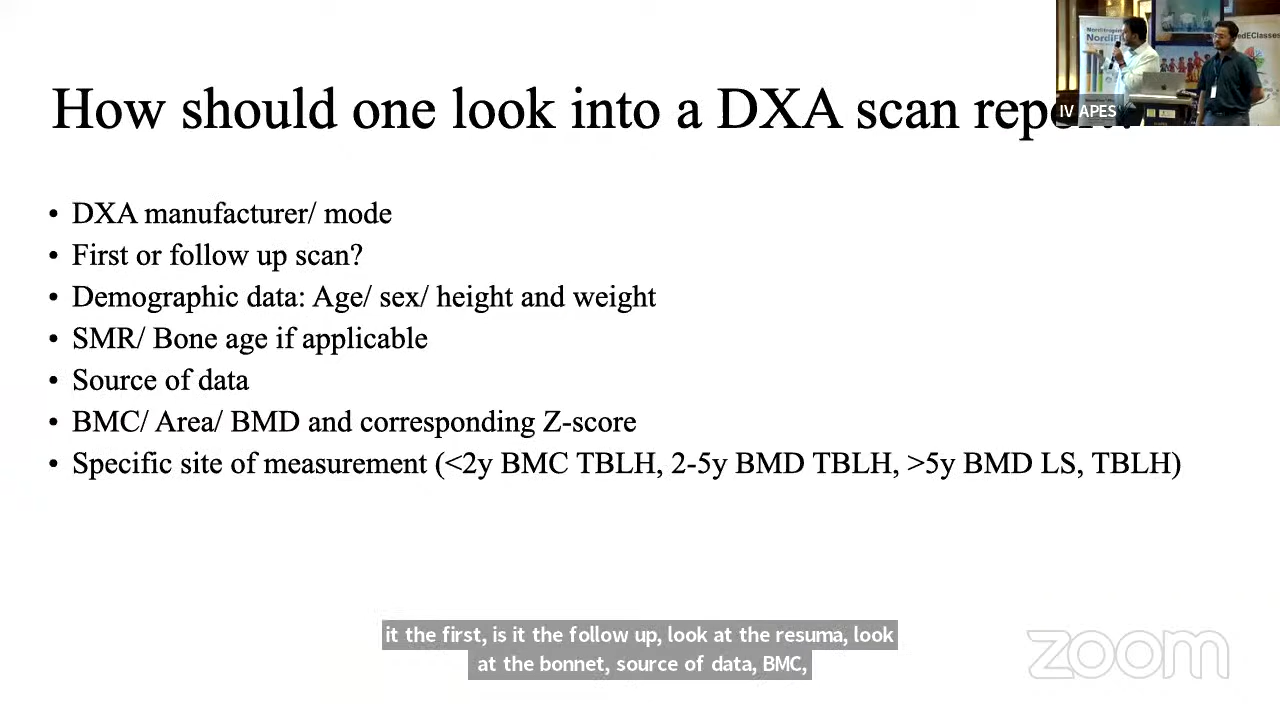 How should one look into a DXA scan report?
IV APES
• DXA manufacturer/ mode
• First or follow up scan?
• Demographic data: Age/ sex/ height and weight
• SMR/ Bone age if applicable
• Source of data
• BMC/ Area/ BMD and corresponding Z-score
• Specific site of measurement (<2y BMC TBLH, 2-5y BMD TBLH, >5y BMD LS, TBLH)
it the first, is it the follow up, look at the resuma, look
at the bonnet, source of data, BMC,
zoom